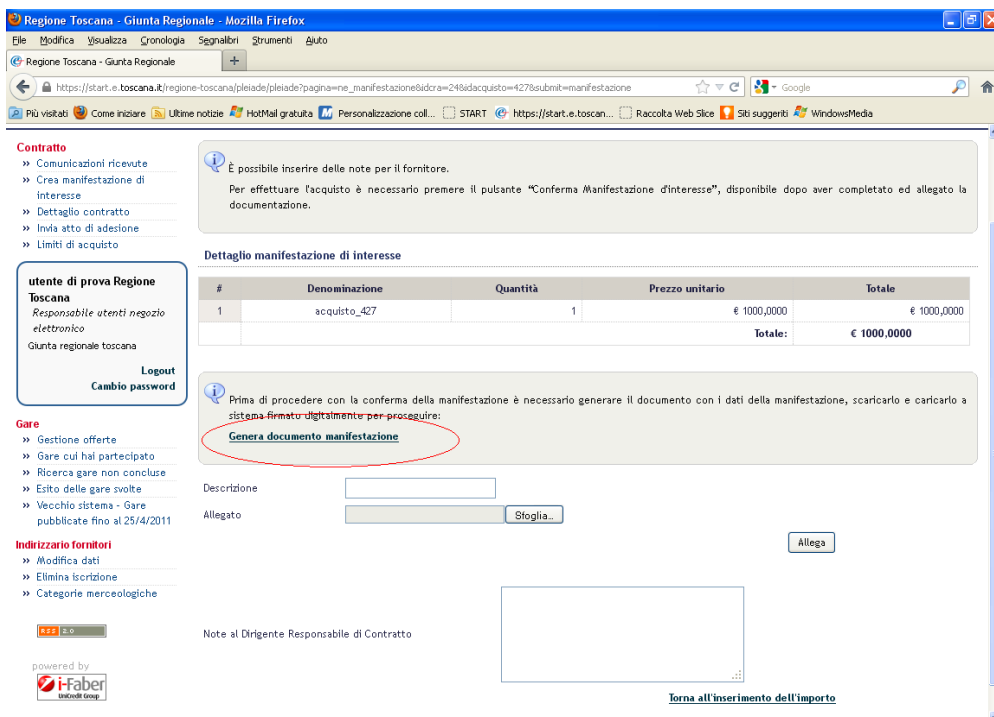 Regione Toscana - Giunta Regionale - Mozilla Firefox
File Modifica Visualizza Cronologia Segnalibri Strumenti Aiuto
Regione Toscana - Giunta Regionale +
https://start.e.toscana.it/regione-toscana/pleiade/pleiade?pagina=ne_manifestazione&idcra=24&idacquisto=427&submit=manifestazione
Google
Più visitati Come iniziare Ultime notizie HotMail gratuita Personalizzazione coll... START https://start.e.toscan... Raccolta Web Slice Siti suggeriti WindowsMedia
Contratto
» Comunicazioni ricevute
» Crea manifestazione di
interesse
» Dettaglio contratto
» Invia atto di adesione
» Limiti di acquisto
utente di prova Regione
Toscana
Responsabile utenti negozio
elettronico
Giunta regionale toscana
Logout
Cambio password
Gare
» Gestione offerte
» Gare cui hai partecipato
» Ricerca gare non concluse
» Esito delle gare svolte
» Vecchio sistema - Gare
pubblicate fino al 25/4/2011
Indirizzario fornitori
» Modifica dati
» Elimina iscrizione
» Categorie merceologiche
RSS 2.0
powered by
i-Faber
UniCredit Group
È possibile inserire delle note per il fornitore.
Per effettuare l'acquisto è necessario premere il pulsante “Conferma Manifestazione d'interesse”, disponibile dopo aver completato ed allegato la
documentazione.
Dettaglio manifestazione di interesse
# Denominazione Quantità Prezzo unitario Totale
1 acquisto_427 1 € 1000,0000 € 1000,0000
Totale: € 1000,0000
Prima di procedere con la conferma della manifestazione è necessario generare il documento con i dati della manifestazione, scaricarlo e caricarlo a
sistema firmato digitalmente per proseguire:
Genera documento manifestazione
Descrizione
Allegato Sfoglia...
Allega
Note al Dirigente Responsabile di Contratto
Torna all'inserimento dell'importo